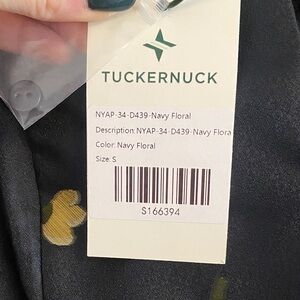 TUCKERNUCK
NYAP-34-D439-Navy Floral
Description: NYAP-34-D439-Navy Flora
Color: Navy Floral
Size: S
S166394